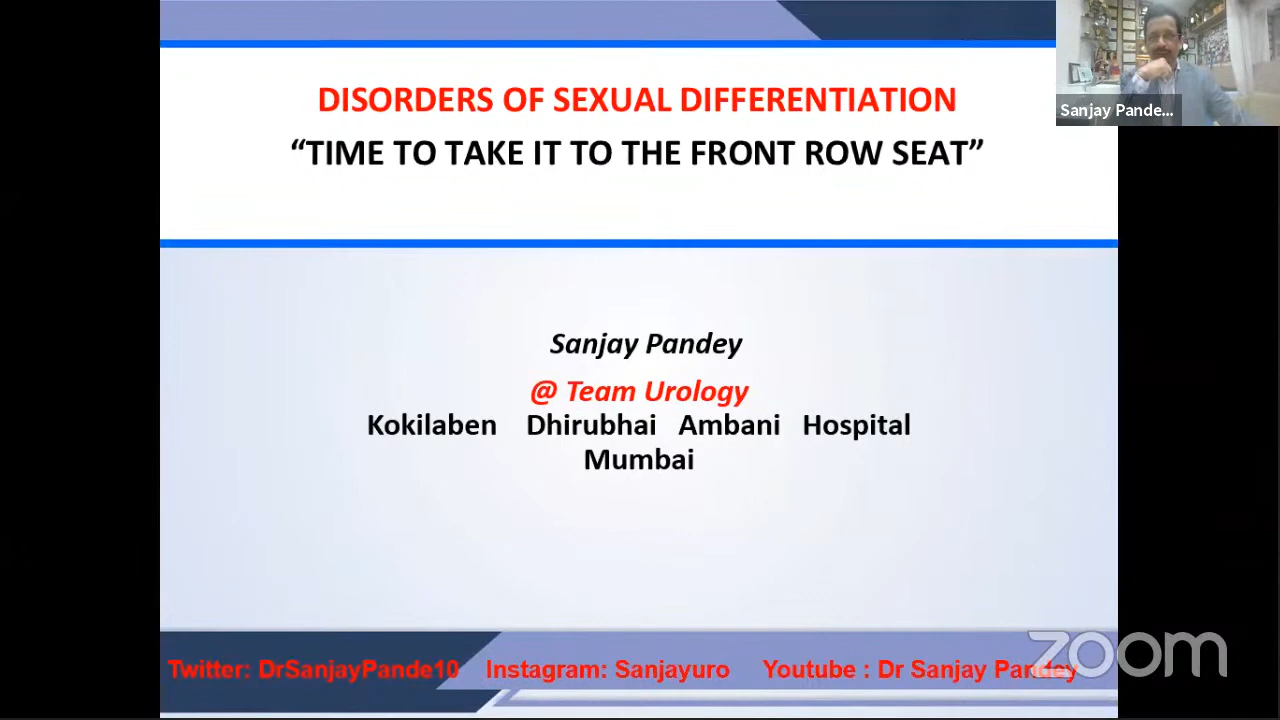 DISORDERS OF SEXUAL DIFFERENTIATION
“TIME TO TAKE IT TO THE FRONT ROW SEAT”
Sanjay Pande...
Sanjay Pandey
@ Team Urology
Kokilaben Dhirubhai Ambani Hospital
Mumbai
Twitter: DrSanjayPande10 Instagram: Sanjayuro Youtube : Dr Sanjay Pandey
zoom